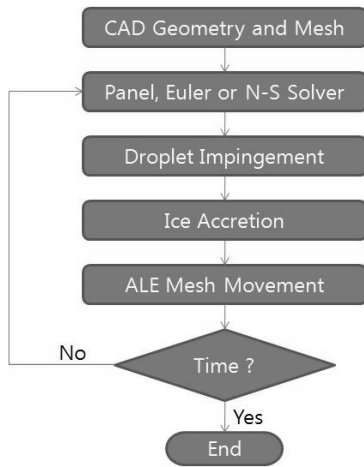 CAD Geometry and Mesh
Panel, Euler or N-S Solver
Droplet Impingement
Ice Accretion
ALE Mesh Movement
Time ?
No
Yes
End